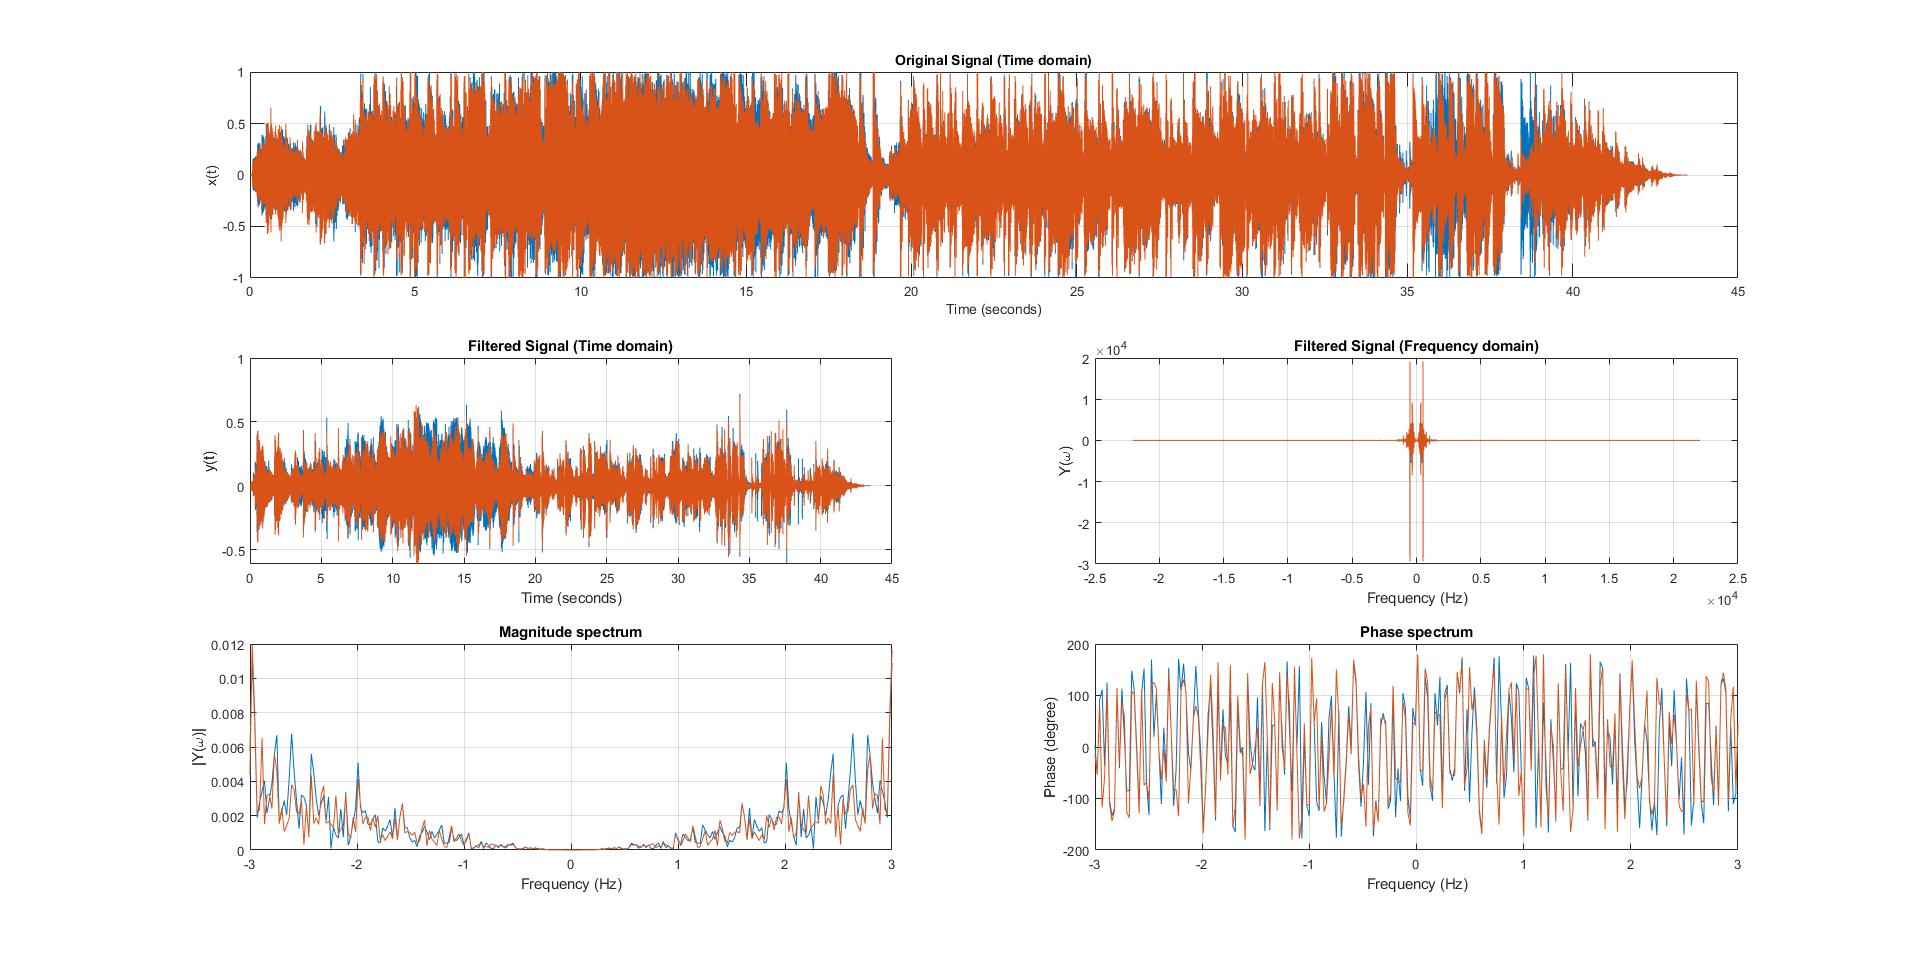 Original Signal (Time domain)
1
0.5
0
-0.5
-1
x(t)
0 5 10 15 20 25 30 35 40 45
Time (seconds)
Filtered Signal (Time domain)
1
0.5
0
-0.5
y(t)
0 5 10 15 20 25 30 35 40 45
Time (seconds)
Filtered Signal (Frequency domain)
×10⁴
2
1
0
-1
-2
-3
Y(ω)
-2.5 -2 -1.5 -1 -0.5 0 0.5 1 1.5 2 2.5
Frequency (Hz)
×10⁴
Magnitude spectrum
0.012
0.01
0.008
0.006
0.004
0.002
0
|Y(ω)|
-3 -2 -1 0 1 2 3
Frequency (Hz)
Phase spectrum
200
100
0
-100
-200
Phase (degree)
-3 -2 -1 0 1 2 3
Frequency (Hz)